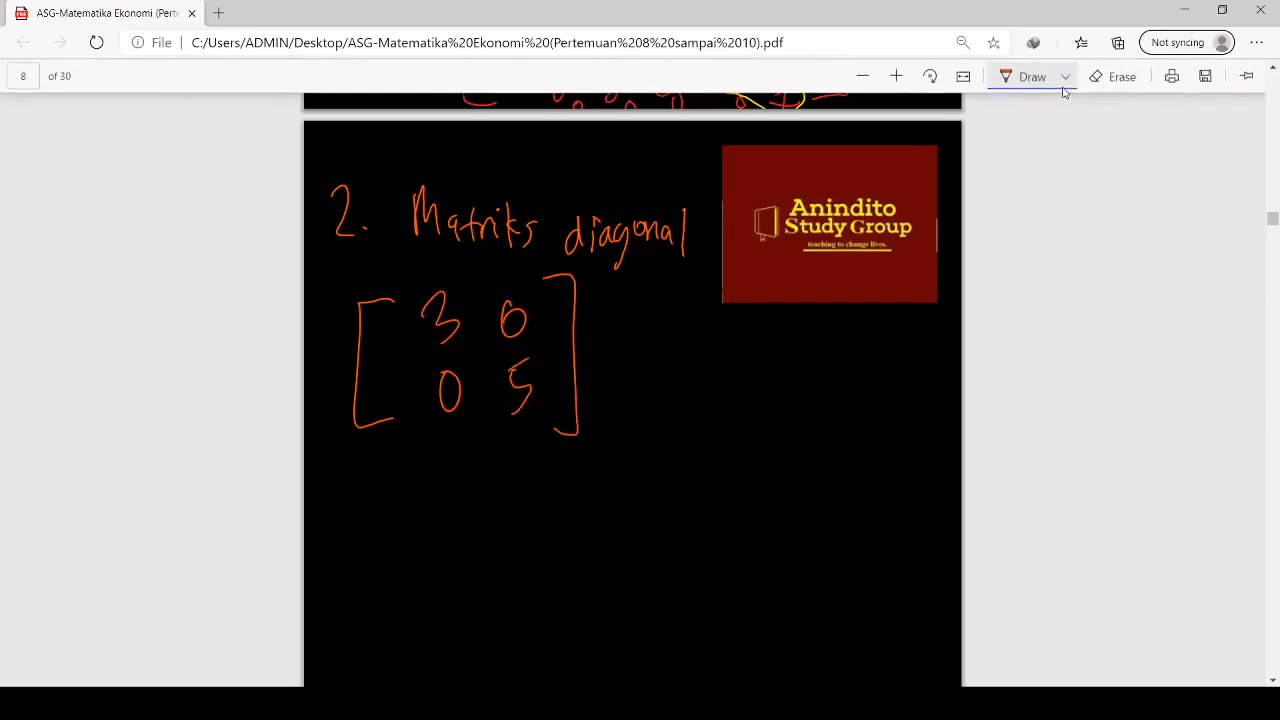 ASG-Matematika Ekonomi (Perte
File C:/Users/ADMIN/Desktop/ASG-Matematika%20Ekonomi%20(Pertemuan%208%20sampai%2010).pdf Not syncing
8 of 30 Draw Erase
2. Matriks diagonal
Anindito
Study Group
teaching to change lives.
3 0
0 5